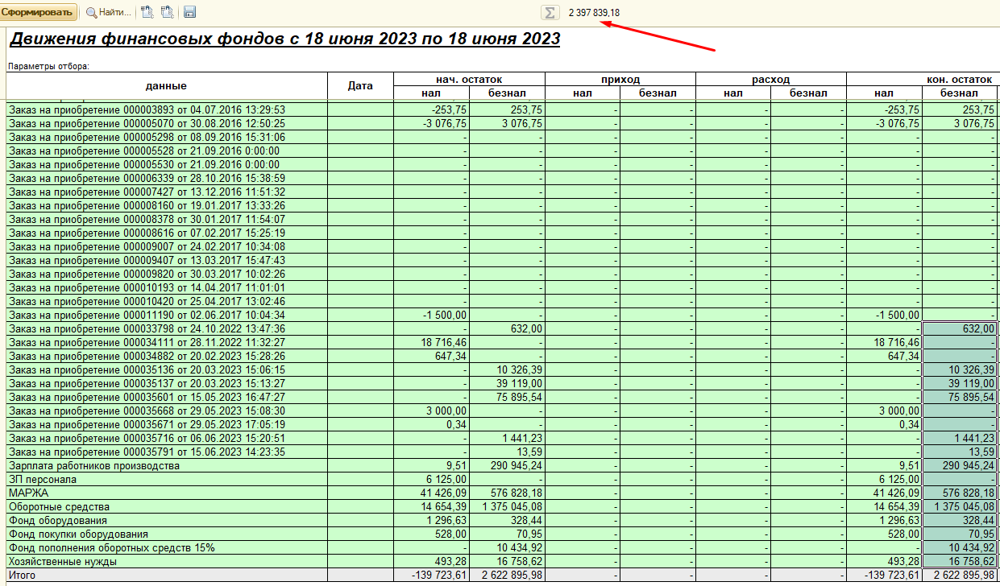 Сформировать Найти... Σ 2 397 839,18
Движения финансовых фондов с 18 июня 2023 по 18 июня 2023
Параметры отбора:
данные Дата нач. остаток приход расход кон. остаток
нал безнал нал безнал нал безнал нал безнал
Заказ на приобретение 000003893 от 04.07.2016 13:29:53 -253,75 253,75 - - - - -253,75 253,75
Заказ на приобретение 000005070 от 30.08.2016 12:50:25 -3 076,75 3 076,75 - - - - -3 076,75 3 076,75
Заказ на приобретение 000005298 от 08.09.2016 15:31:06 - - - - - - - -
Заказ на приобретение 000005528 от 21.09.2016 0:00:00 - - - - - - - -
Заказ на приобретение 000005530 от 21.09.2016 0:00:00 - - - - - - - -
Заказ на приобретение 000006339 от 28.10.2016 15:38:59 - - - - - - - -
Заказ на приобретение 000007427 от 13.12.2016 11:51:32 - - - - - - - -
Заказ на приобретение 000008160 от 19.01.2017 13:33:26 - - - - - - - -
Заказ на приобретение 000008378 от 30.01.2017 11:54:07 - - - - - - - -
Заказ на приобретение 000008616 от 07.02.2017 15:25:19 - - - - - - - -
Заказ на приобретение 000009007 от 24.02.2017 10:34:08 - - - - - - - -
Заказ на приобретение 000009407 от 13.03.2017 15:47:43 - - - - - - - -
Заказ на приобретение 000009820 от 30.03.2017 10:02:26 - - - - - - - -
Заказ на приобретение 000010193 от 14.04.2017 11:01:01 - - - - - - - -
Заказ на приобретение 000010420 от 25.04.2017 13:02:46 - - - - - - - -
Заказ на приобретение 000011190 от 02.06.2017 10:04:34 -1 500,00 - - - - - -1 500,00 -
Заказ на приобретение 000033798 от 24.10.2022 13:47:36 - 632,00 - - - - - 632,00
Заказ на приобретение 000034111 от 28.11.2022 11:32:27 18 716,46 - - - - - 18 716,46 -
Заказ на приобретение 000034882 от 20.02.2023 15:28:26 647,34 - - - - - 647,34 -
Заказ на приобретение 000035136 от 20.03.2023 15:06:15 - 10 326,39 - - - - - 10 326,39
Заказ на приобретение 000035137 от 20.03.2023 15:13:27 - 39 119,00 - - - - - 39 119,00
Заказ на приобретение 000035601 от 15.05.2023 16:47:27 - 75 895,54 - - - - - 75 895,54
Заказ на приобретение 000035668 от 29.05.2023 15:08:30 3 000,00 - - - - - 3 000,00 -
Заказ на приобретение 000035671 от 29.05.2023 17:05:19 0,34 - - - - - 0,34 -
Заказ на приобретение 000035716 от 06.06.2023 15:20:51 - 1 441,23 - - - - - 1 441,23
Заказ на приобретение 000035791 от 15.06.2023 14:23:35 - 13,59 - - - - - 13,59
Зарплата работников производства 9,51 290 945,24 - - - - 9,51 290 945,24
ЗП персонала 6 125,00 - - - - - 6 125,00 -
МАРЖА 41 426,09 576 828,18 - - - - 41 426,09 576 828,18
Оборотные средства 14 654,39 1 375 045,08 - - - - 14 654,39 1 375 045,08
Фонд оборудования 1 296,63 328,44 - - - - 1 296,63 328,44
Фонд покупки оборудования 528,00 70,95 - - - - 528,00 70,95
Фонд пополнения оборотных средств 15% - 10 434,92 - - - - - 10 434,92
Хозяйственные нужды 493,28 16 758,62 - - - - 493,28 16 758,62
Итого -139 723,61 2 622 895,98 - - - - -139 723,61 2 622 895,98